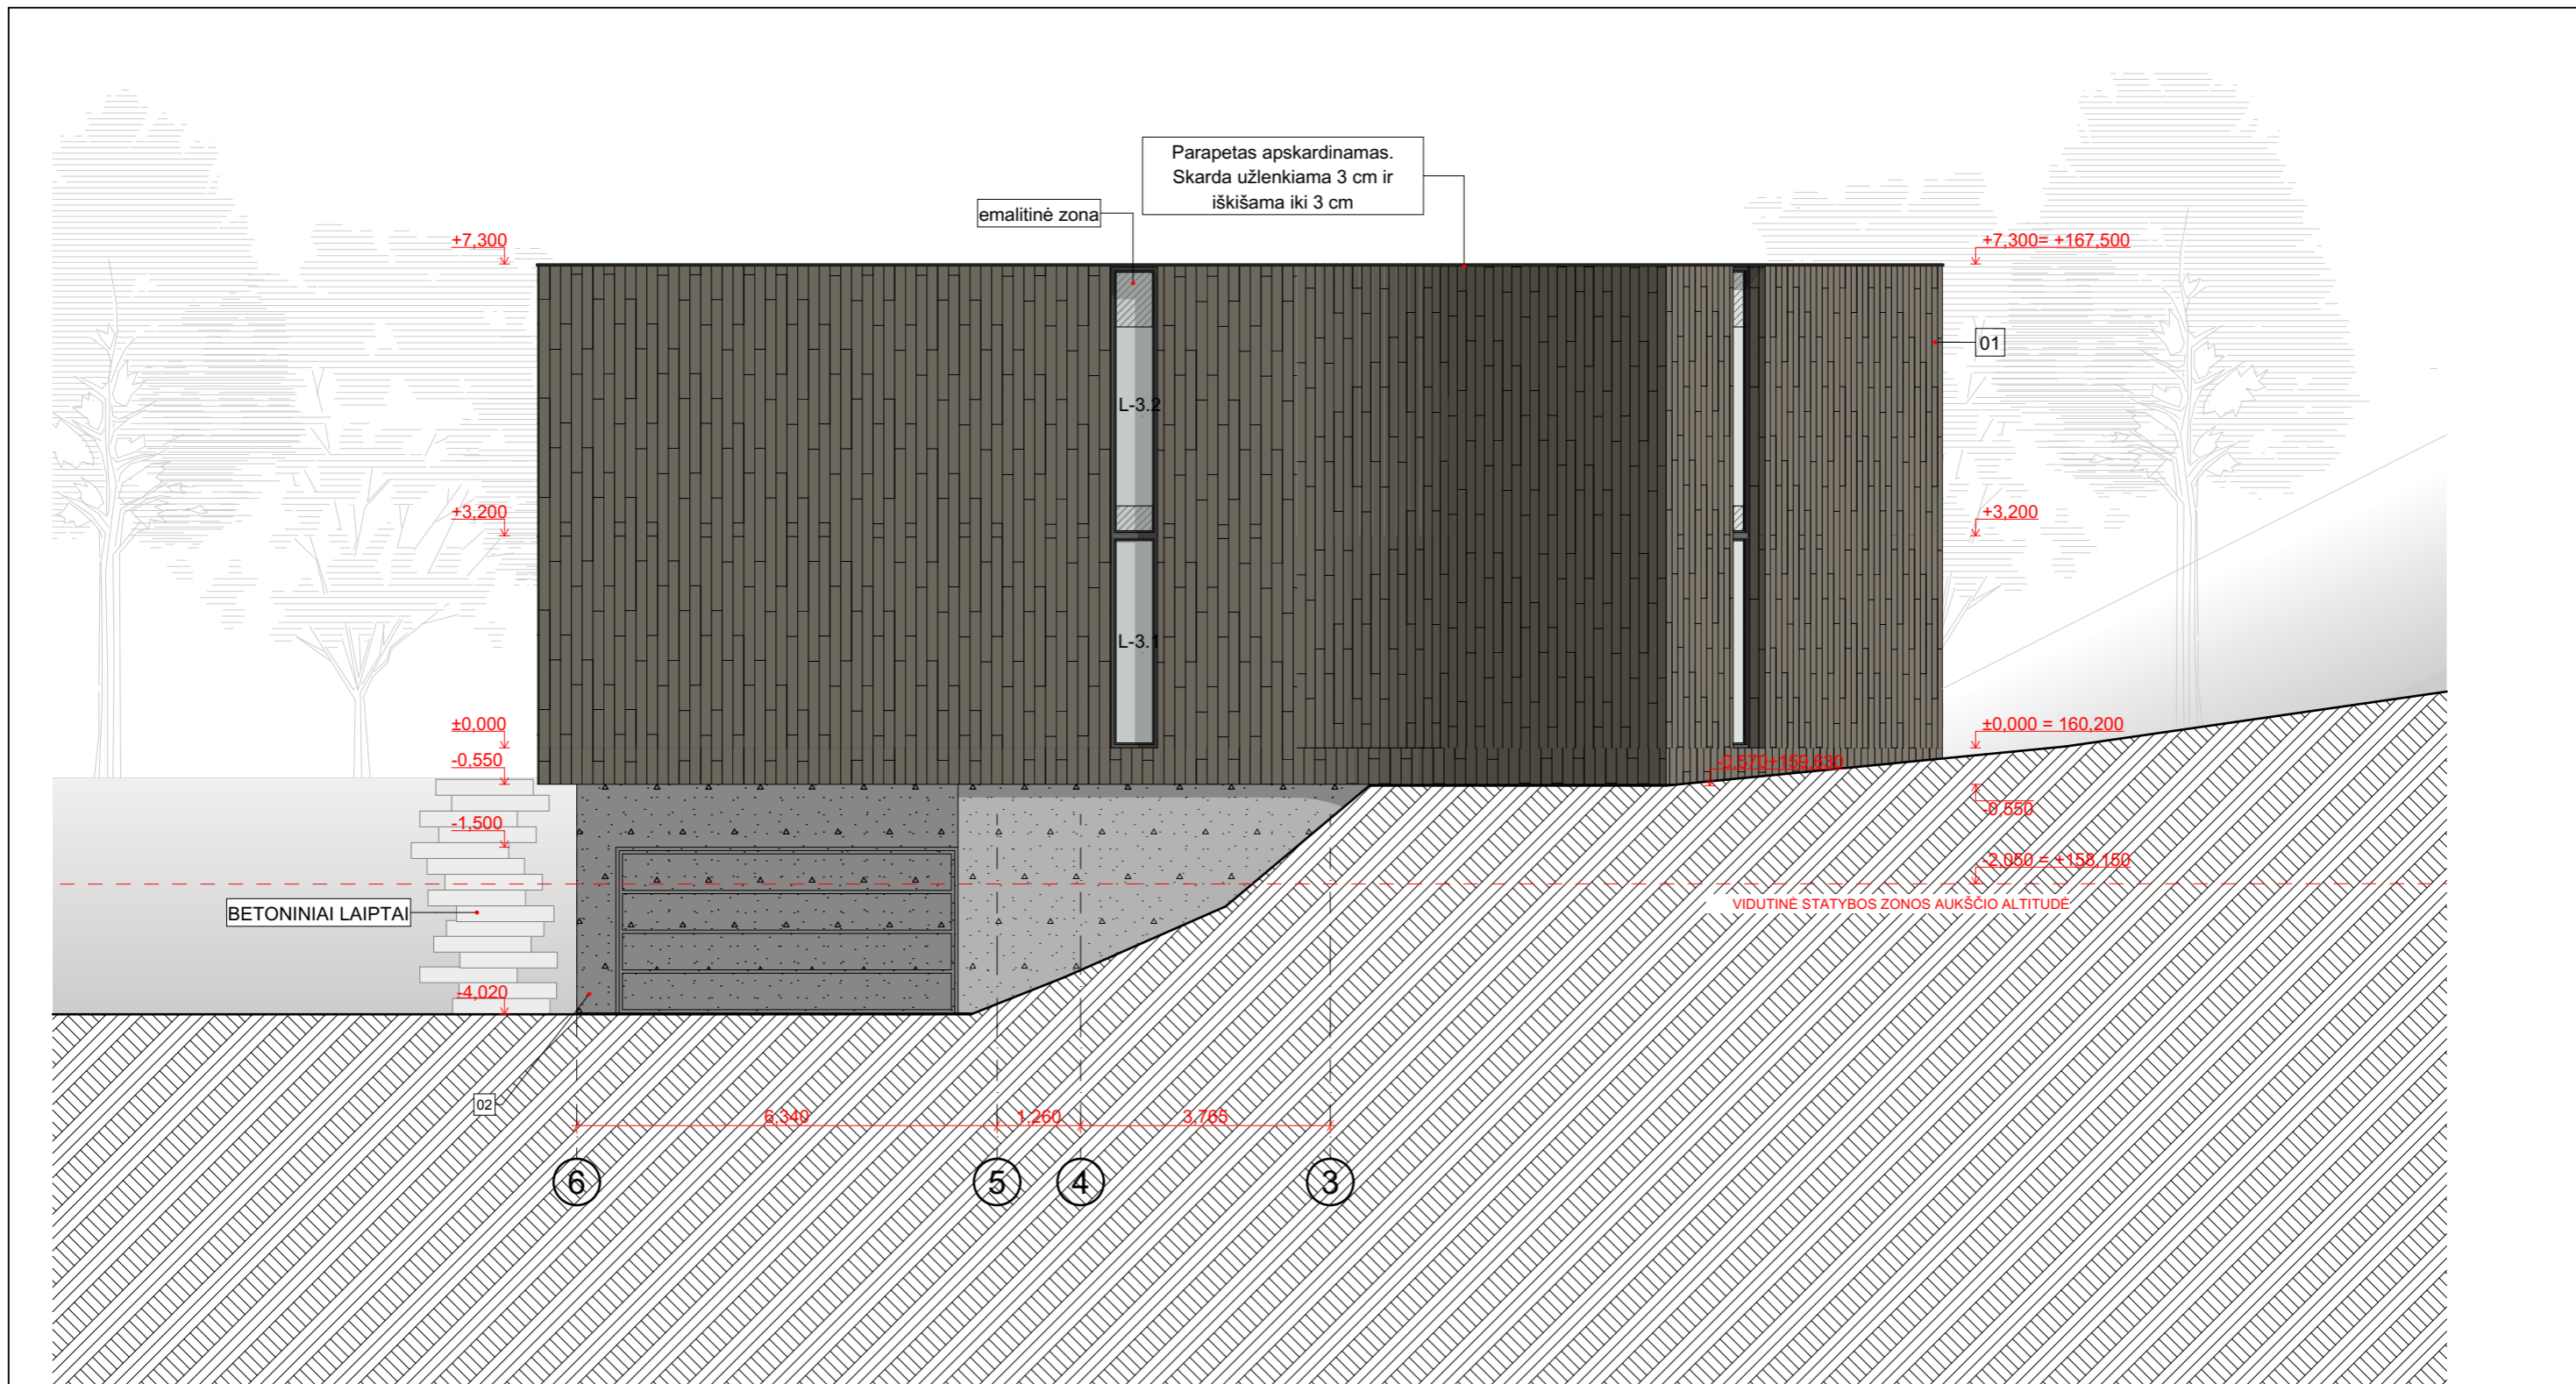 Parapetas apskardinamas.
Skarda užlenkiama 3 cm ir
iškišama iki 3 cm
emalitinė zona
+7,300
+7,300= +167,500
01
L-3.2
+3,200
+3,200
L-3.1
±0,000
±0,000 = 160,200
-0,550
-0,570+159,630
-0,550
-1,500
-2,050 = +158,150
VIDUTINĖ STATYBOS ZONOS AUKŠČIO ALTITUDĖ
BETONINIAI LAIPTAI
-4,020
02
6,340
1,260
3,765
6
5
4
3